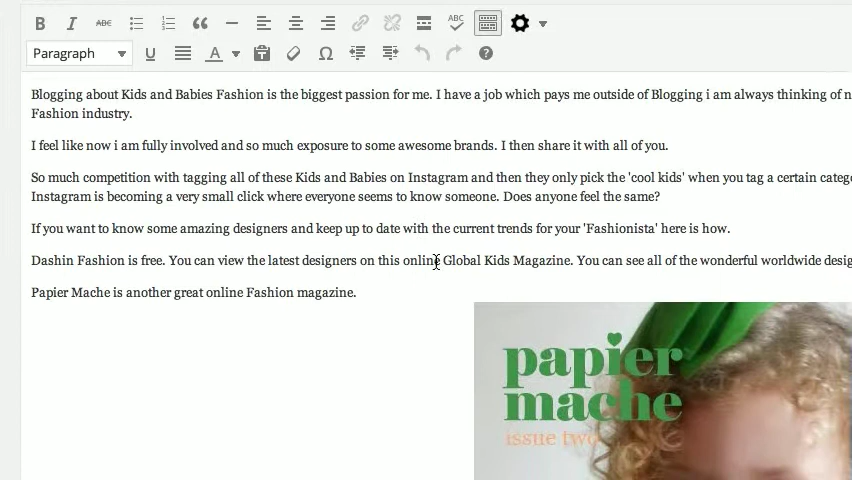 B I ABC ABC
Paragraph U A T Ω ?
Blogging about Kids and Babies Fashion is the biggest passion for me. I have a job which pays me outside of Blogging i am always thinking of
Fashion industry.
I feel like now i am fully involved and so much exposure to some awesome brands. I then share it with all of you.
So much competition with tagging all of these Kids and Babies on Instagram and then they only pick the 'cool kids' when you tag a certain
Instagram is becoming a very small click where everyone seems to know someone. Does anyone feel the same?
If you want to know some amazing designers and keep up to date with the current trends for your 'Fashionista' here is how.
Dashin Fashion is free. You can view the latest designers on this online Global Kids Magazine. You can see all of the wonderful worldwide
Papier Mache is another great online Fashion magazine.
papier
mache
issue two